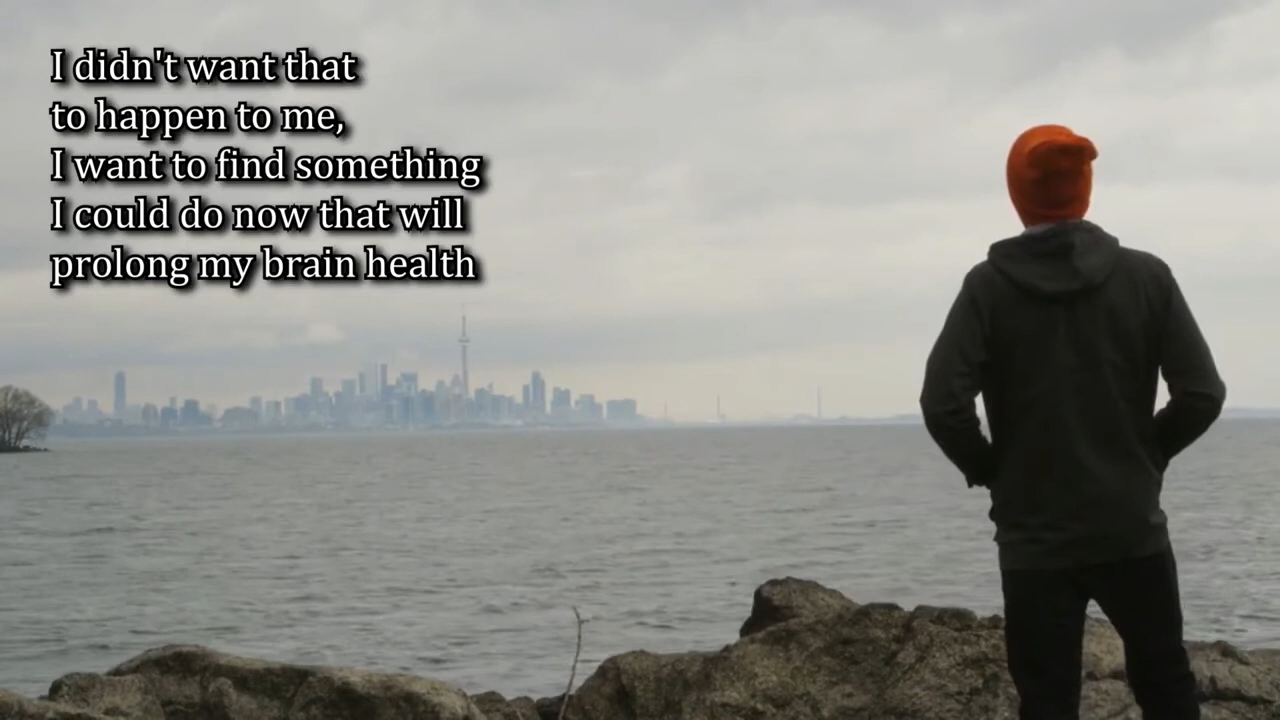 I didn't want that
to happen to me,
I want to find something
I could do now that will
prolong my brain health